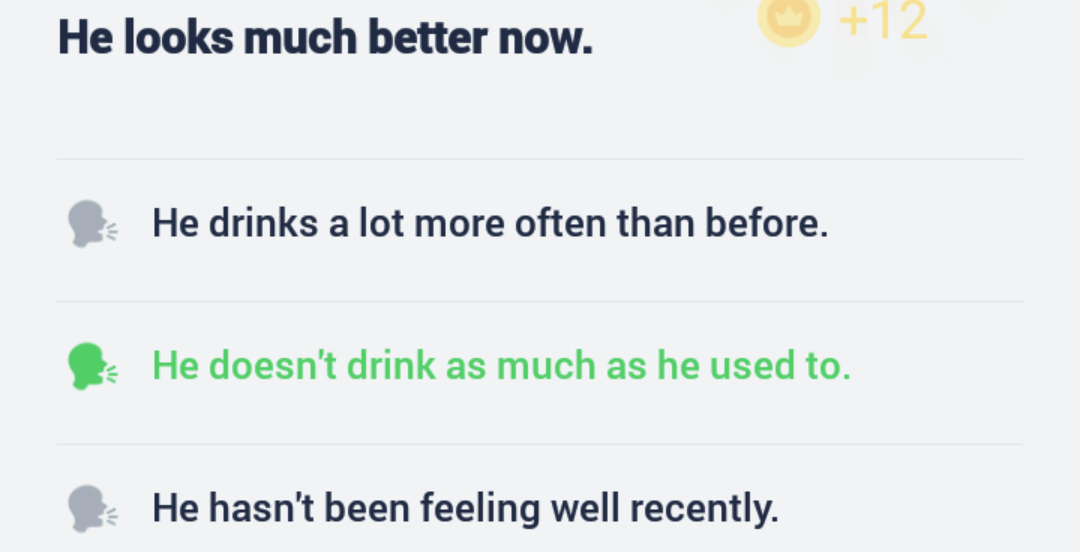 He looks much better now.
+12
He drinks a lot more often than before.
He doesn't drink as much as he used to.
He hasn't been feeling well recently.